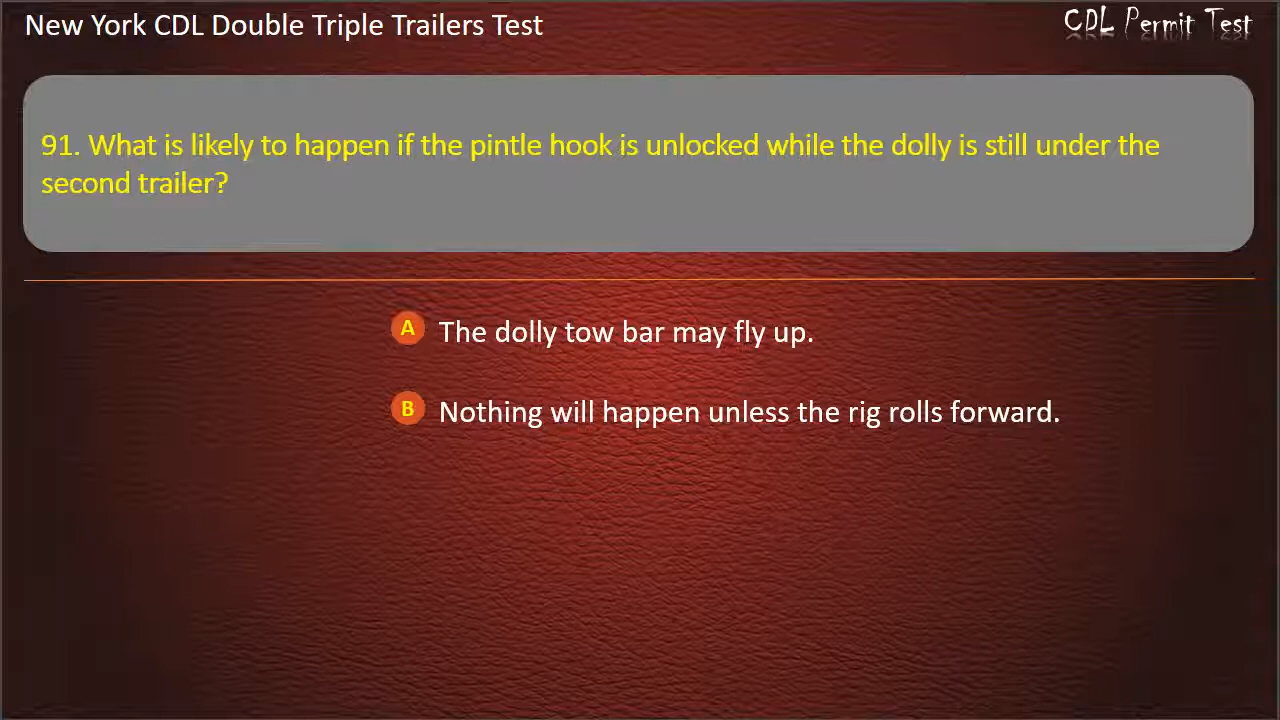 New York CDL Double Triple Trailers Test
CDL Permit Test
91. What is likely to happen if the pintle hook is unlocked while the dolly is still under the
second trailer?
A The dolly tow bar may fly up.
B Nothing will happen unless the rig rolls forward.